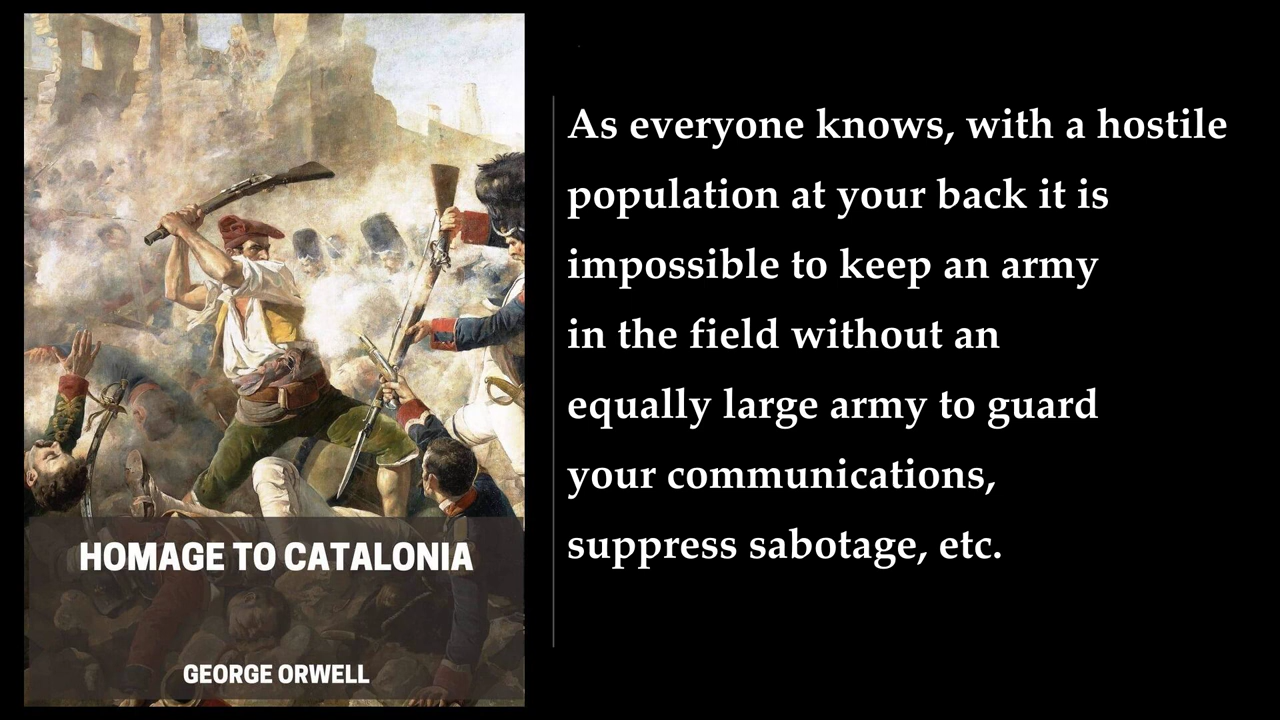 HOMAGE TO CATALONIA
GEORGE ORWELL
As everyone knows, with a hostile
population at your back it is
impossible to keep an army
in the field without an
equally large army to guard
your communications,
suppress sabotage, etc.